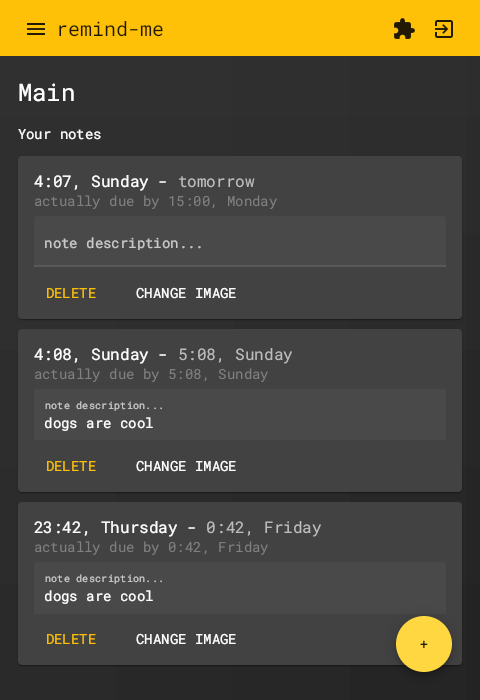 remind-me
Main
Your notes
4:07, Sunday - tomorrow
actually due by 15:00, Monday
note description...
DELETE CHANGE IMAGE
4:08, Sunday - 5:08, Sunday
actually due by 5:08, Sunday
note description...
dogs are cool
DELETE CHANGE IMAGE
23:42, Thursday - 0:42, Friday
actually due by 0:42, Friday
note description...
dogs are cool
DELETE CHANGE IMAGE
+